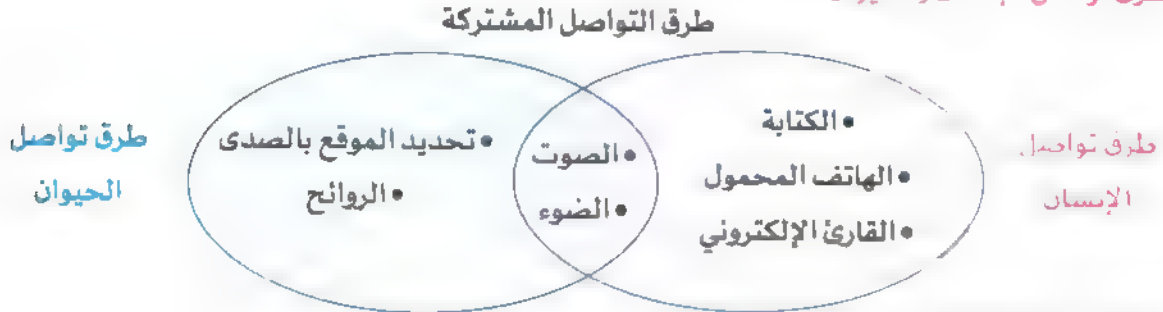 طرق التواصل المشتركة
طرق تواصل
الإنسان
• الكتابة
• الهاتف المحمول
• القارئ الإلكتروني
• الصوت
• الضوء
• تحديد الموقع بالصدى
• الروائح
طرق تواصل
الحيوان